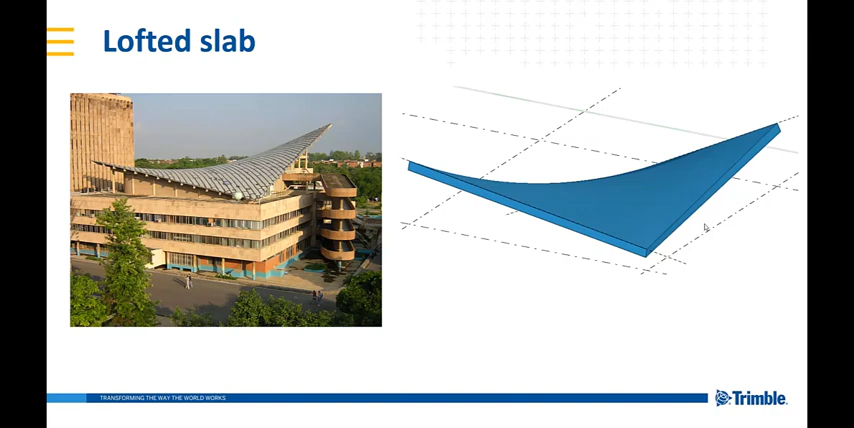 Lofted slab
TRANSFORMING THE WAY THE WORLD WORKS
Trimble.